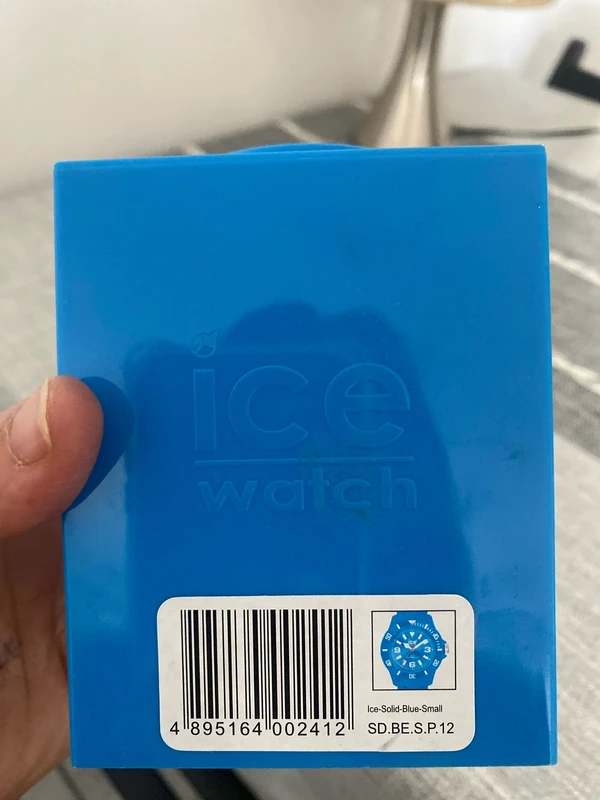 ice
watch
4 895164 002412
Ice-Solid-Blue-Small
SD.BE.S.P.12